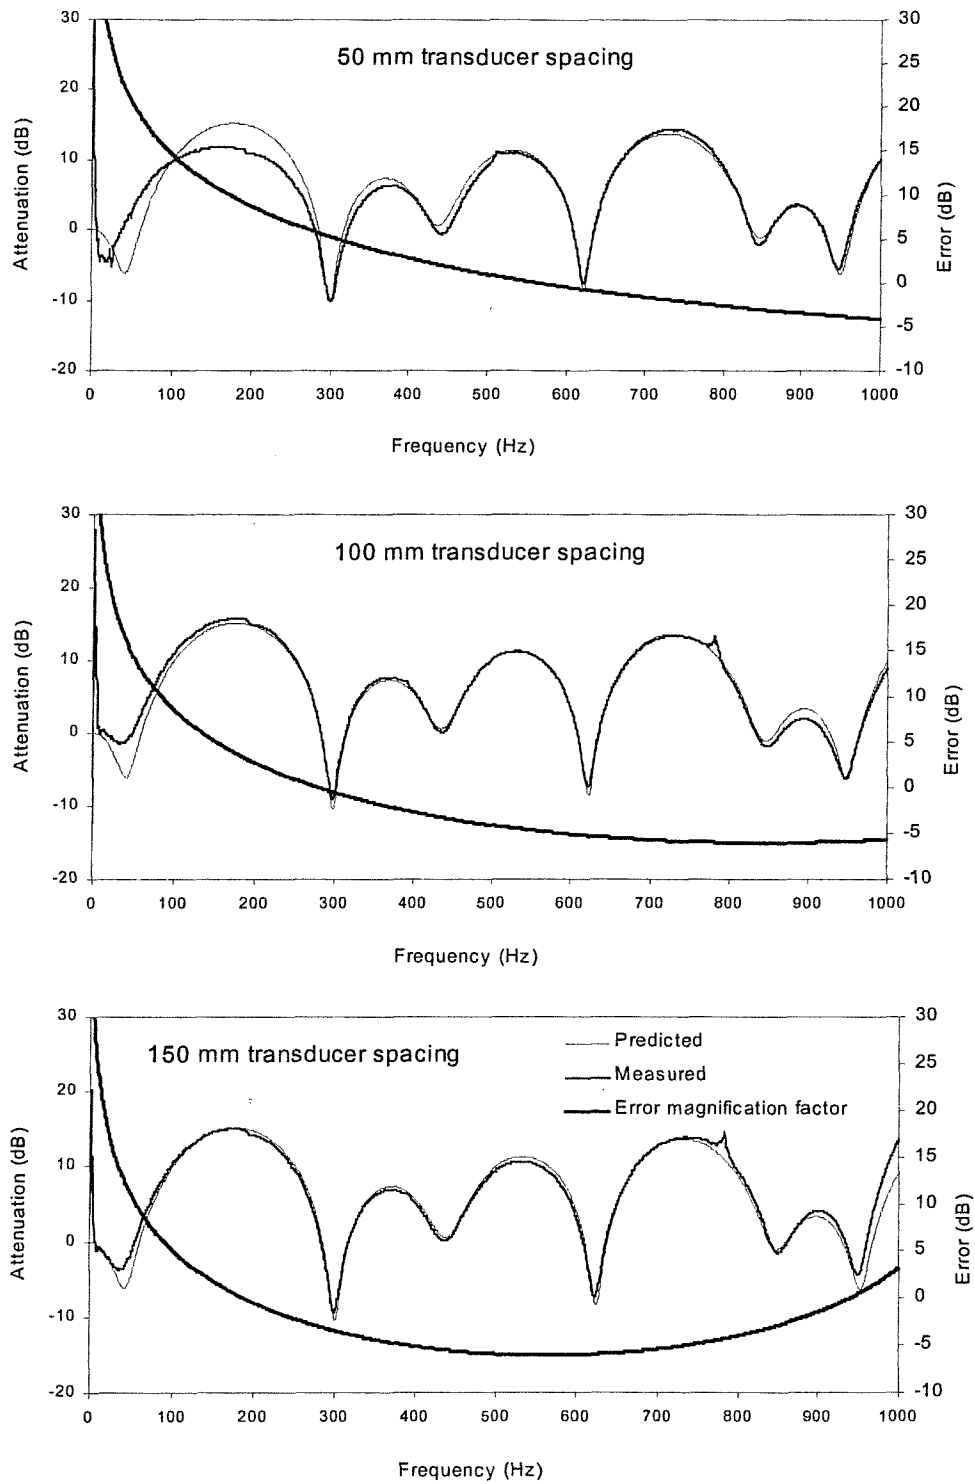 50 mm transducer spacing
30
20
10
0
-10
-20
Attenuation (dB)
30
25
20
15
10
5
0
-5
-10
Error (dB)
0 100 200 300 400 500 600 700 800 900 1000
Frequency (Hz)
100 mm transducer spacing
30
20
10
0
-10
-20
Attenuation (dB)
30
25
20
15
10
5
0
-5
-10
Error (dB)
0 100 200 300 400 500 600 700 800 900 1000
Frequency (Hz)
150 mm transducer spacing
Predicted
Measured
Error magnification factor
30
20
10
0
-10
-20
Attenuation (dB)
30
25
20
15
10
5
0
-5
-10
Error (dB)
0 100 200 300 400 500 600 700 800 900 1000
Frequency (Hz)